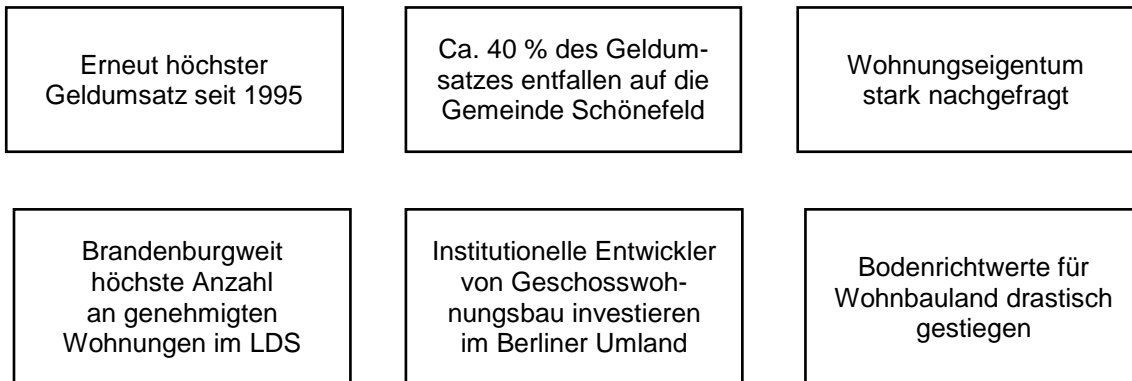 Erneut höchster
Geldumsatz seit 1995
Ca. 40 % des Geldum-
satzes entfallen auf die
Gemeinde Schönefeld
Wohnungseigentum
stark nachgefragt
Brandenburgweit
höchste Anzahl
an genehmigten
Wohnungen im LDS
Institutionelle Entwickler
von Geschosswoh-
nungsbau investieren
im Berliner Umland
Bodenrichtwerte für
Wohnbauland drastisch
gestiegen